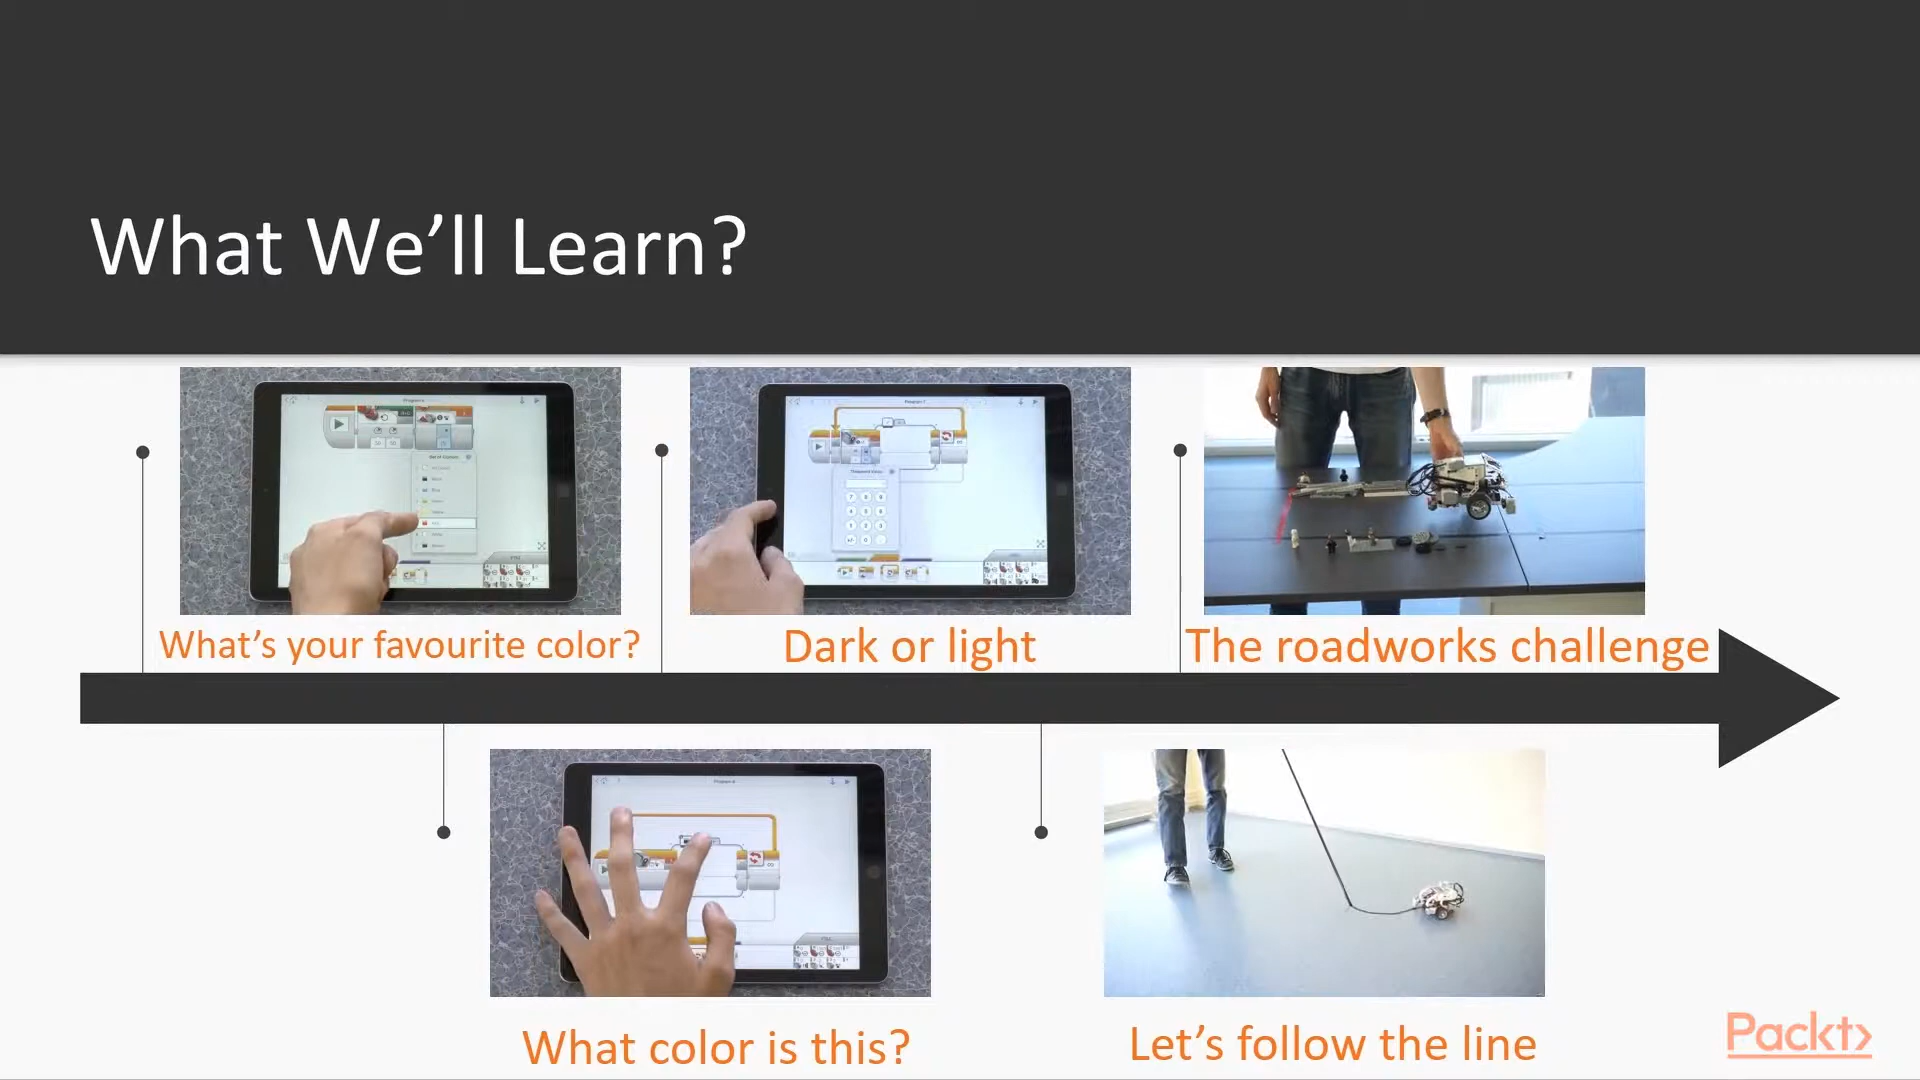 What We’ll Learn?
What’s your favourite color?
Dark or light
The roadworks challenge
What color is this?
Let’s follow the line
Packt>